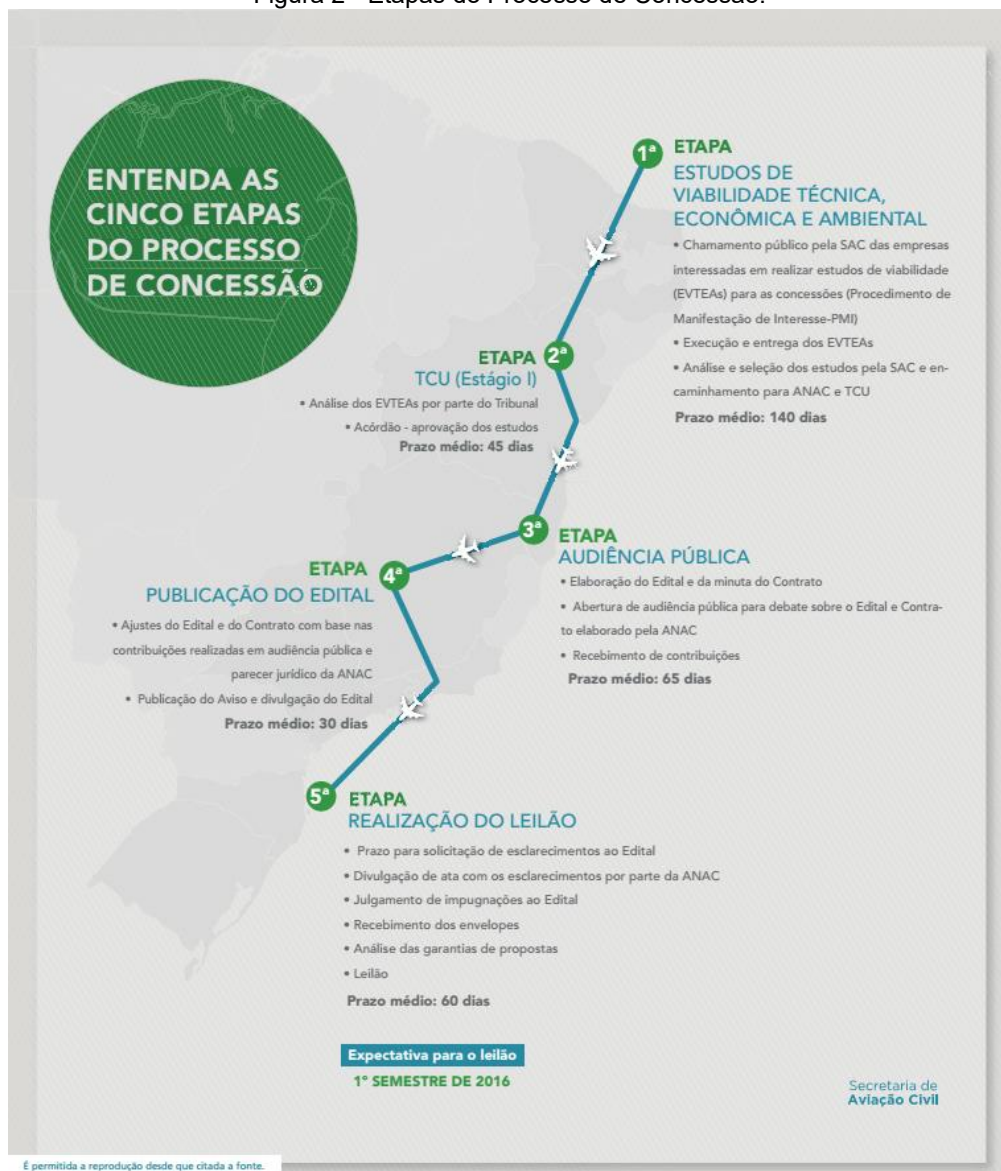 Figura 2 - Etapas do Processo de Concessão.
ENTENDA AS
CINCO ETAPAS
DO PROCESSO
DE CONCESSÃO
1ª ETAPA
ESTUDOS DE
VIABILIDADE TÉCNICA,
ECONÔMICA E AMBIENTAL
• Chamamento público pela SAC das empresas
interessadas em realizar estudos de viabilidade
(EVTEAs) para as concessões (Procedimento de
Manifestação de Interesse-PMI)
• Execução e entrega dos EVTEAs
• Análise e seleção dos estudos pela SAC e en-
caminhamento para ANAC e TCU
Prazo médio: 140 dias
ETAPA 2ª
TCU (Estágio I)
• Análise dos EVTEAs por parte do Tribunal
• Acórdão - aprovação dos estudos
Prazo médio: 45 dias
3ª ETAPA
AUDIÊNCIA PÚBLICA
• Elaboração do Edital e da minuta do Contrato
• Abertura de audiência pública para debate sobre o Edital e Contra-
to elaborado pela ANAC
• Recebimento de contribuições
Prazo médio: 65 dias
ETAPA 4ª
PUBLICAÇÃO DO EDITAL
• Ajustes do Edital e do Contrato com base nas
contribuições realizadas em audiência pública e
parecer jurídico da ANAC
• Publicação do Aviso e divulgação do Edital
Prazo médio: 30 dias
5ª ETAPA
REALIZAÇÃO DO LEILÃO
• Prazo para solicitação de esclarecimentos ao Edital
• Divulgação de ata com os esclarecimentos por parte da ANAC
• Julgamento de impugnações ao Edital
• Recebimento dos envelopes
• Análise das garantias de propostas
• Leilão
Prazo médio: 60 dias
Expectativa para o leilão
1º SEMESTRE DE 2016
Secretaria de
Aviação Civil
É permitida a reprodução desde que citada a fonte.